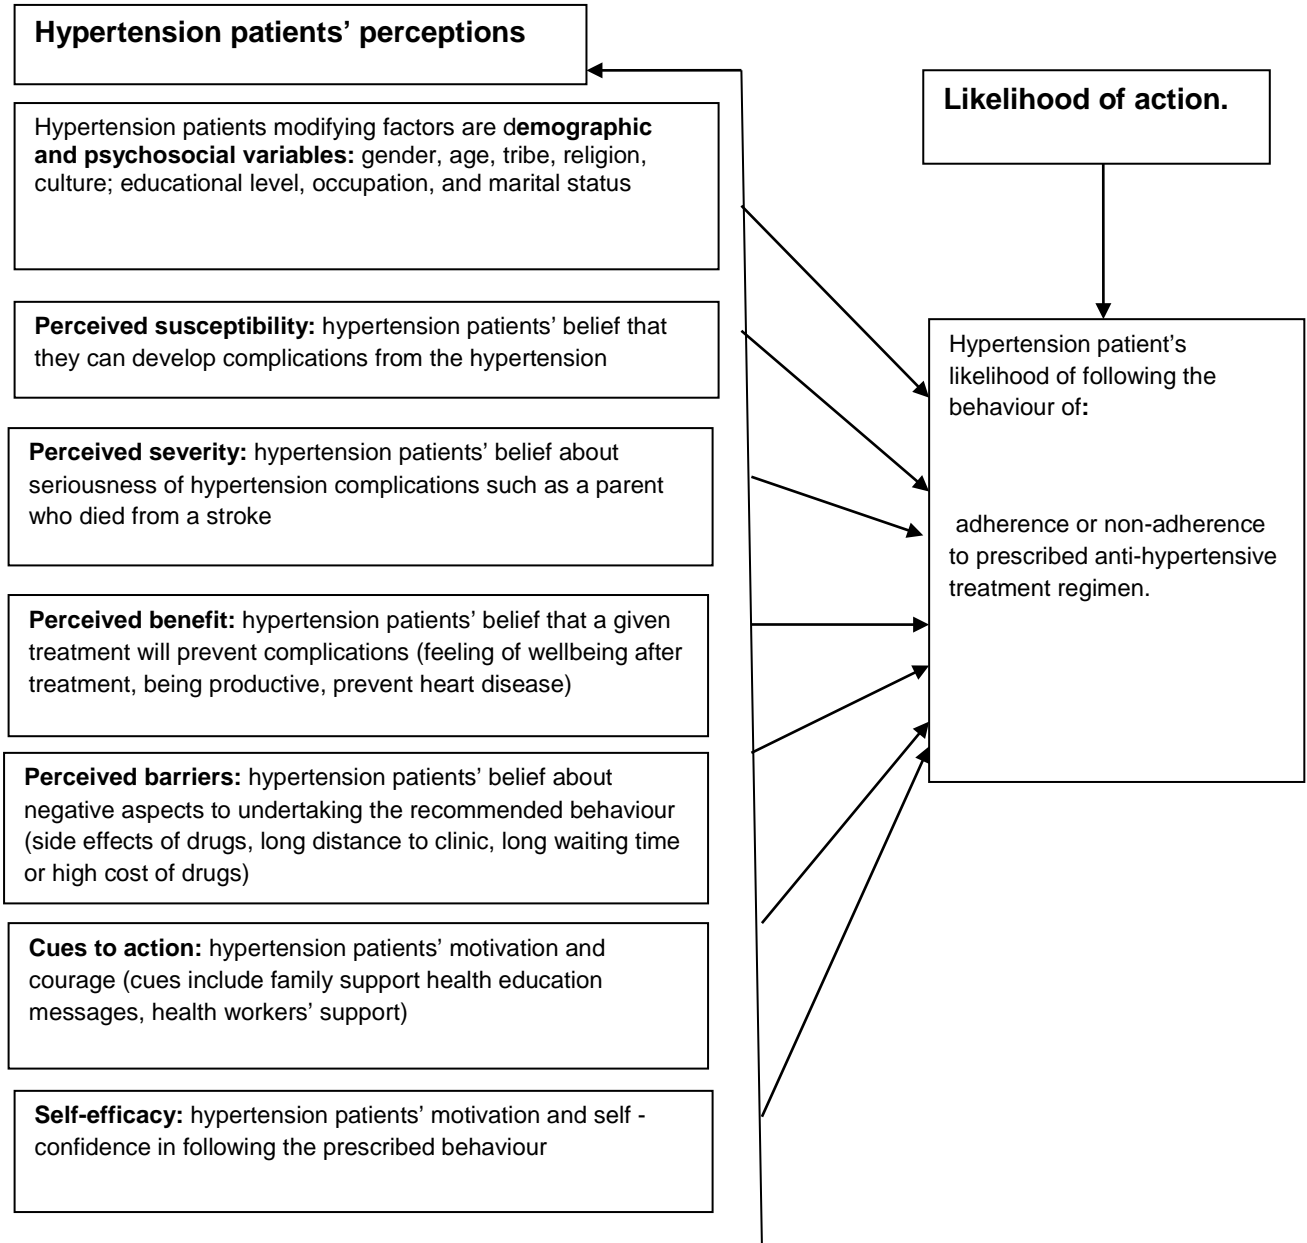 Hypertension patients’ perceptions
Likelihood of action.
Hypertension patients modifying factors are demographic
and psychosocial variables: gender, age, tribe, religion,
culture; educational level, occupation, and marital status
Perceived susceptibility: hypertension patients’ belief that
they can develop complications from the hypertension
Perceived severity: hypertension patients’ belief about
seriousness of hypertension complications such as a parent
who died from a stroke
Perceived benefit: hypertension patients’ belief that a given
treatment will prevent complications (feeling of wellbeing after
treatment, being productive, prevent heart disease)
Perceived barriers: hypertension patients’ belief about
negative aspects to undertaking the recommended behaviour
(side effects of drugs, long distance to clinic, long waiting time
or high cost of drugs)
Cues to action: hypertension patients’ motivation and
courage (cues include family support health education
messages, health workers’ support)
Self-efficacy: hypertension patients’ motivation and self -
confidence in following the prescribed behaviour
Hypertension patient’s
likelihood of following the
behaviour of:
adherence or non-adherence
to prescribed anti-hypertensive
treatment regimen.